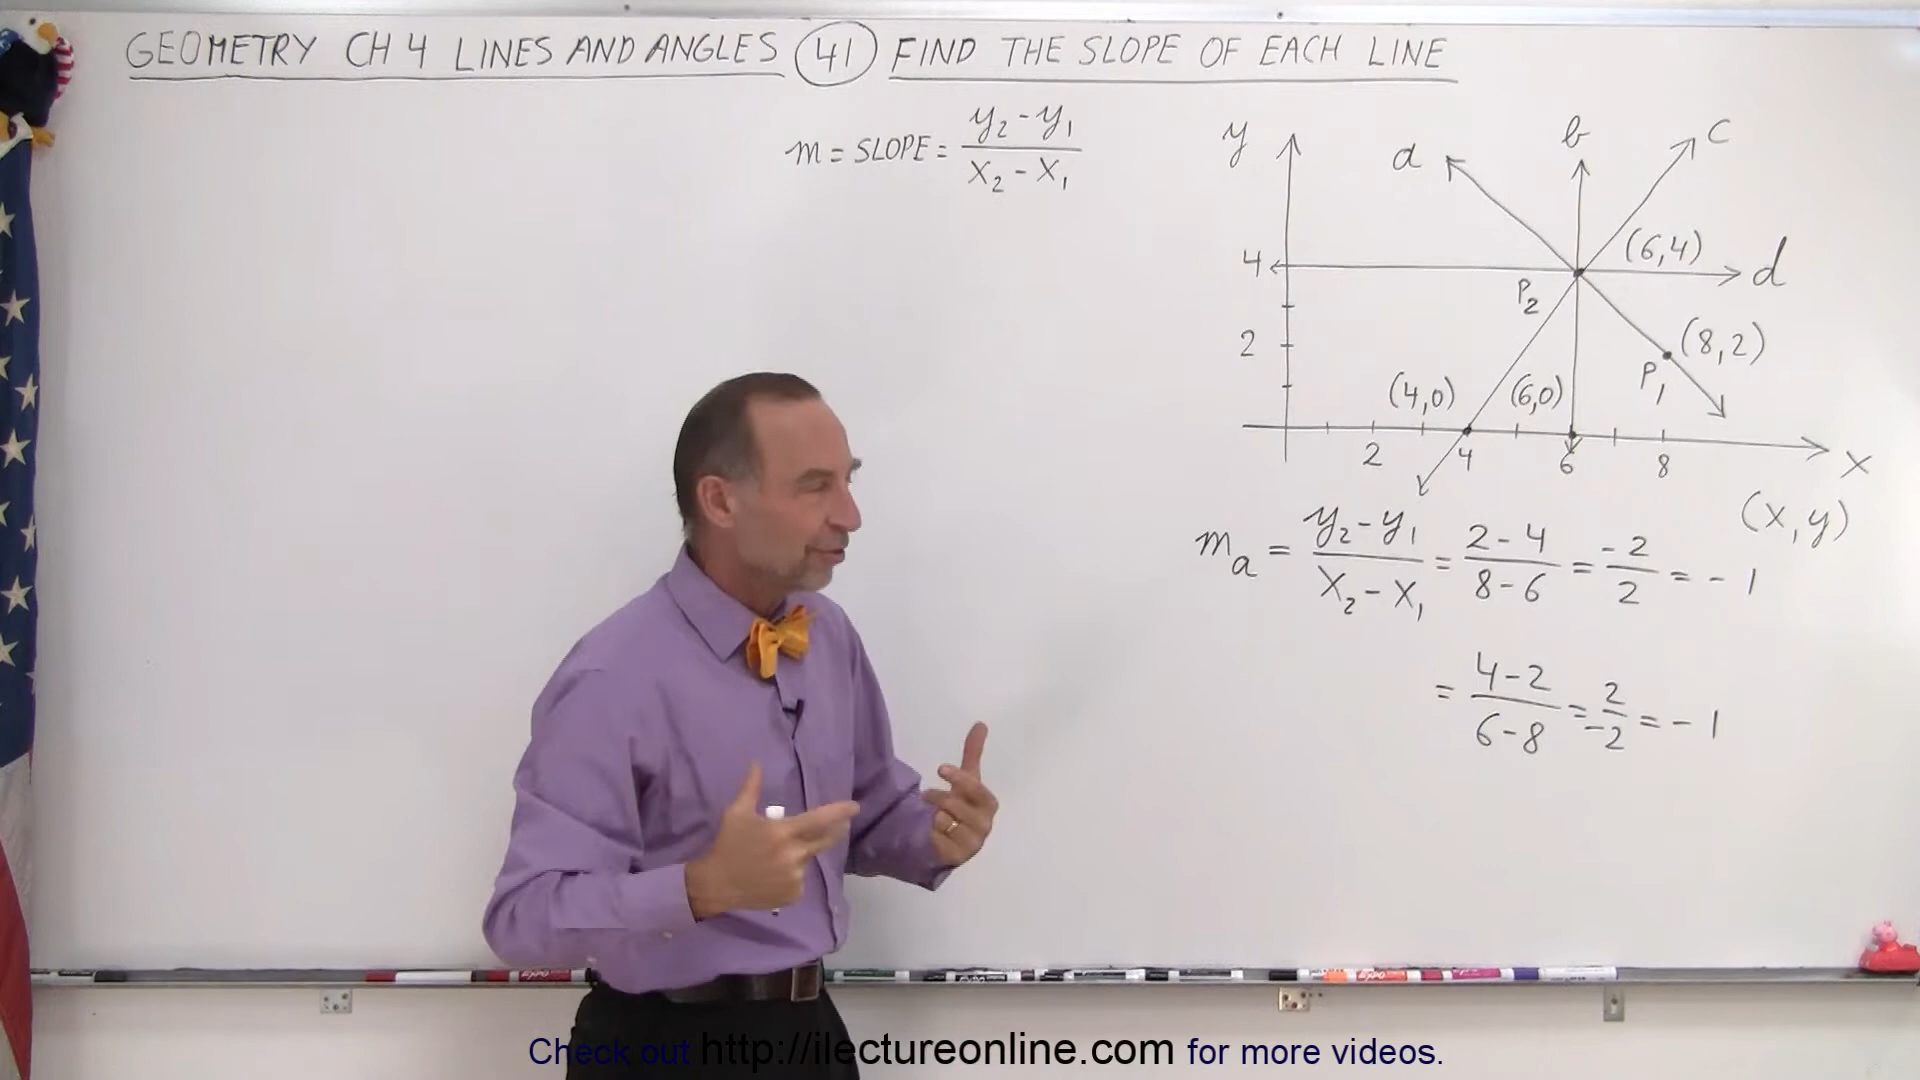 GEOMETRY CH 4 LINES AND ANGLES 41 FIND THE SLOPE OF EACH LINE
m = SLOPE = y₂ - y₁ / x₂ - x₁
y
a
b
c
4
(6,4)
d
P₂
2
(8,2)
P₁
(4,0)
(6,0)
2
4
6
8
x
(x,y)
mₐ = y₂ - y₁ / x₂ - x₁ = 2 - 4 / 8 - 6 = -2 / 2 = -1
= 4 - 2 / 6 - 8 = 2 / -2 = -1
Check out http://ilectureonline.com for more videos.